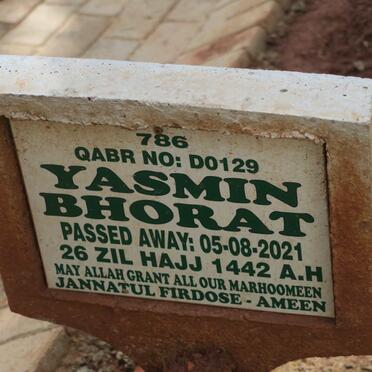 786
QABR NO: D0129
YASMIN
BHORAT
PASSED AWAY: 05-08-2021
26 ZIL HAJJ 1442 A.H
MAY ALLAH GRANT ALL OUR MARHOOMEEN
JANNATUL FIRDOSE - AMEEN